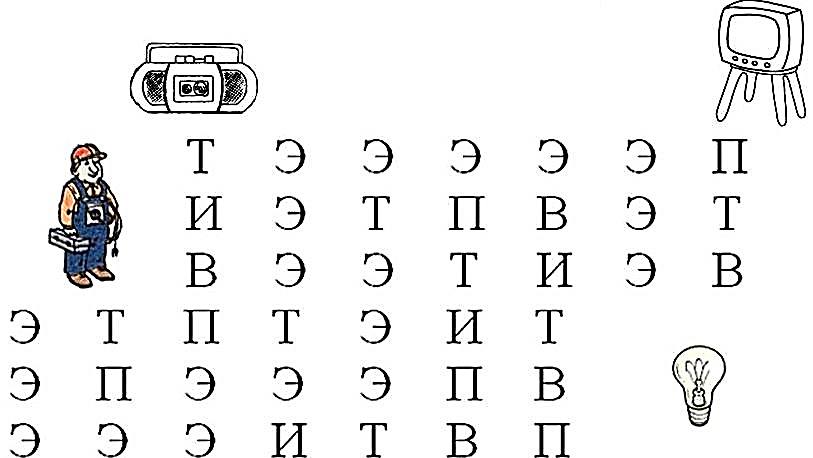 Т Э Э Э Э Э П
И Э Т П В Э Т
В Э Э Т И Э В
Э Т П Т Э И Т
Э П Э Э Э П В
Э Э Э И Т В П